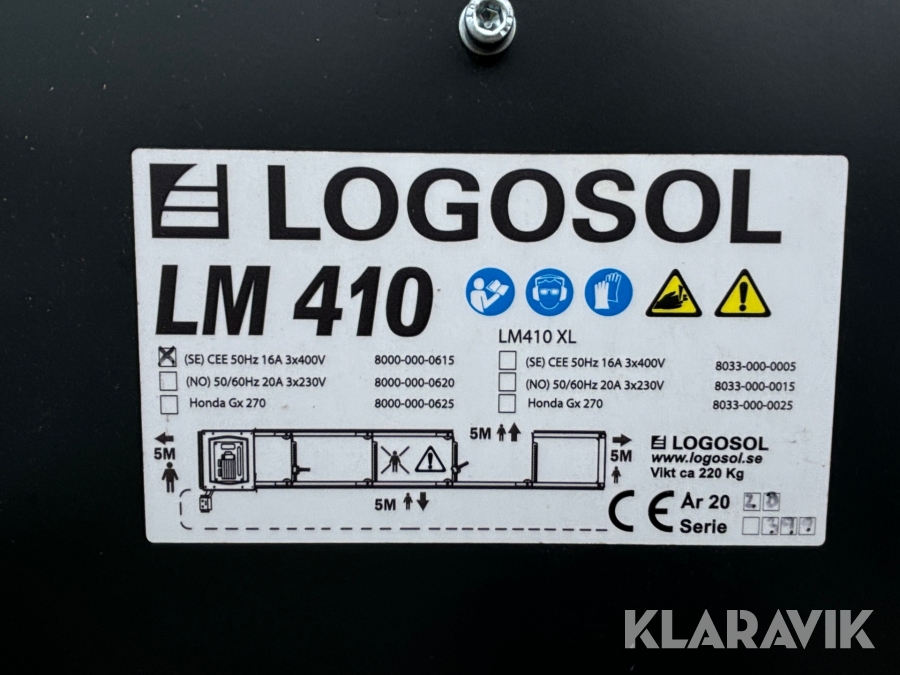 LOGOSOL
LM 410
LM410 XL
(SE) CEE 50Hz 16A 3x400V 8000-000-0615
(NO) 50/60Hz 20A 3x230V 8000-000-0620
Honda Gx 270 8000-000-0625
(SE) CEE 50Hz 16A 3x400V 8033-000-0005
(NO) 50/60Hz 20A 3x230V 8033-000-0015
Honda Gx 270 8033-000-0025
5M
5M
5M
5M
LOGOSOL
www.logosol.se
Vikt ca 220 Kg
CE
Ar 20
Serie
KLARAVIK